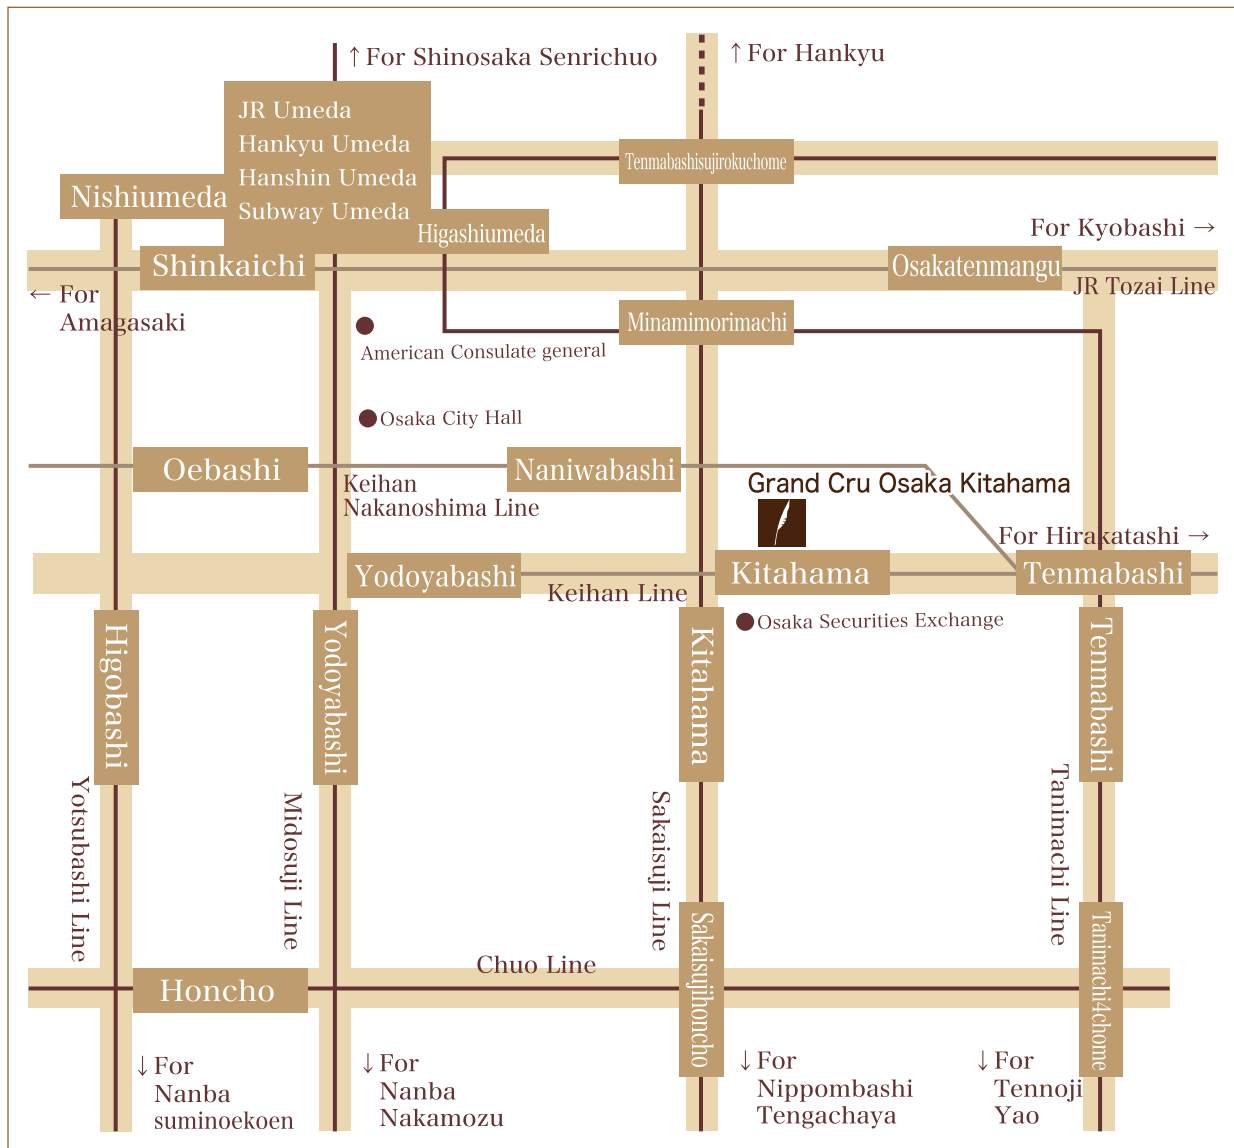 ↑ For Shinosaka Senrichuo
↑ For Hankyu
JR Umeda
Hankyu Umeda
Hanshin Umeda
Subway Umeda
Tenmabashisujirokuchome
Nishiumeda
Higashiumeda
For Kyobashi →
Shinkaichi
Osakatenmangu
JR Tozai Line
← For
Amagasaki
Minamimorimachi
American Consulate general
Osaka City Hall
Oebashi
Naniwabashi
Keihan
Nakanoshima Line
Grand Cru Osaka Kitahama
For Hirakatashi →
Yodoyabashi
Kitahama
Tenmabashi
Keihan Line
Osaka Securities Exchange
Higobashi
Yodoyabashi
Kitahama
Tenmabashi
Yotsubashi Line
Midosuji Line
Sakaisuji Line
Tanimachi Line
Chuo Line
Honcho
Sakaisujihoncho
Tanimachi4chome
↓ For
Nanba
suminoekoen
↓ For
Nanba
Nakamozu
↓ For
Nippombashi
Tengachaya
↓ For
Tennoji
Yao